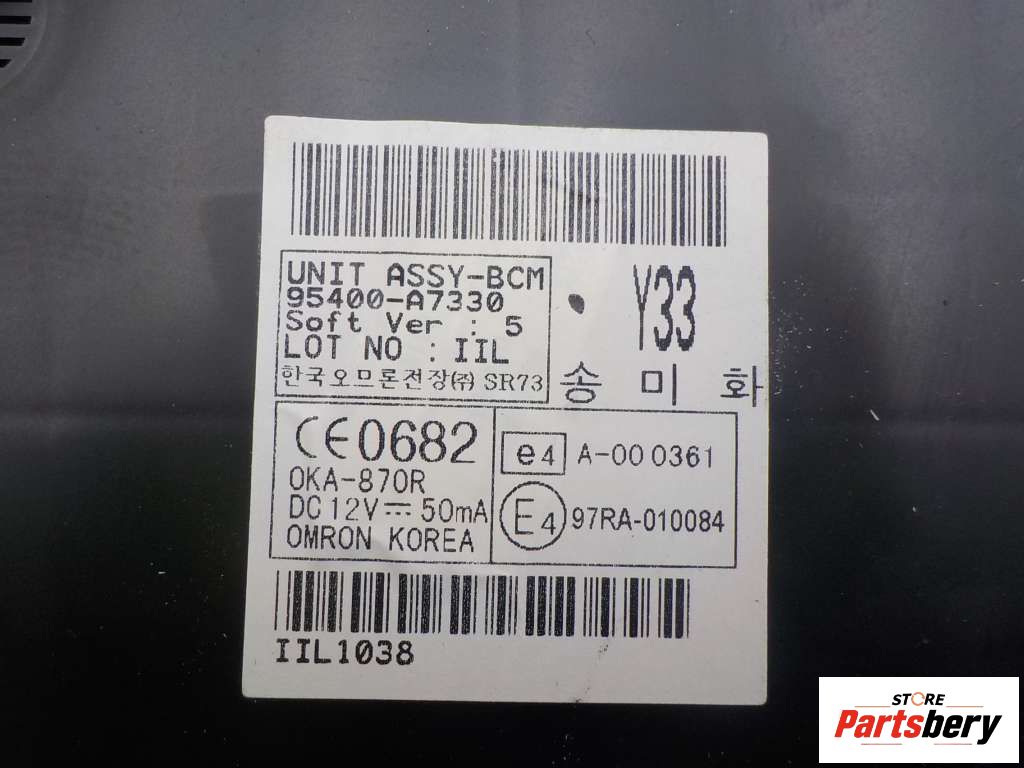 UNIT ASSY-BCM
95400-A7330
Soft Ver : 5
LOT NO : IIL
한국오므론전장(주) SR73
Y33
송 미 화
CE0682
OKA-870R
DC 12V ⎓ 50mA
OMRON KOREA
e4 A-00 0361
E4 97RA-010084
IIL1038
STORE
Partsbery